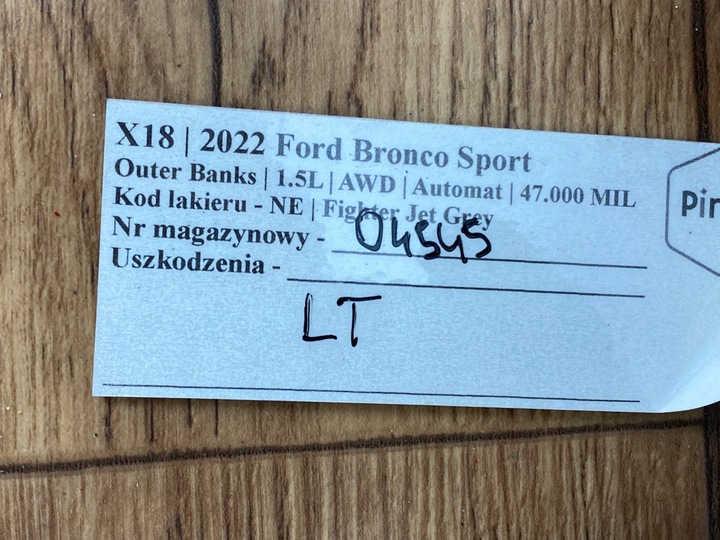 X18 | 2022 Ford Bronco Sport
Outer Banks | 1.5L | AWD | Automat | 47.000 MIL
Kod lakieru - NE | Fighter Jet Grey
Nr magazynowy - 04545
Uszkodzenia -
LT
Pin